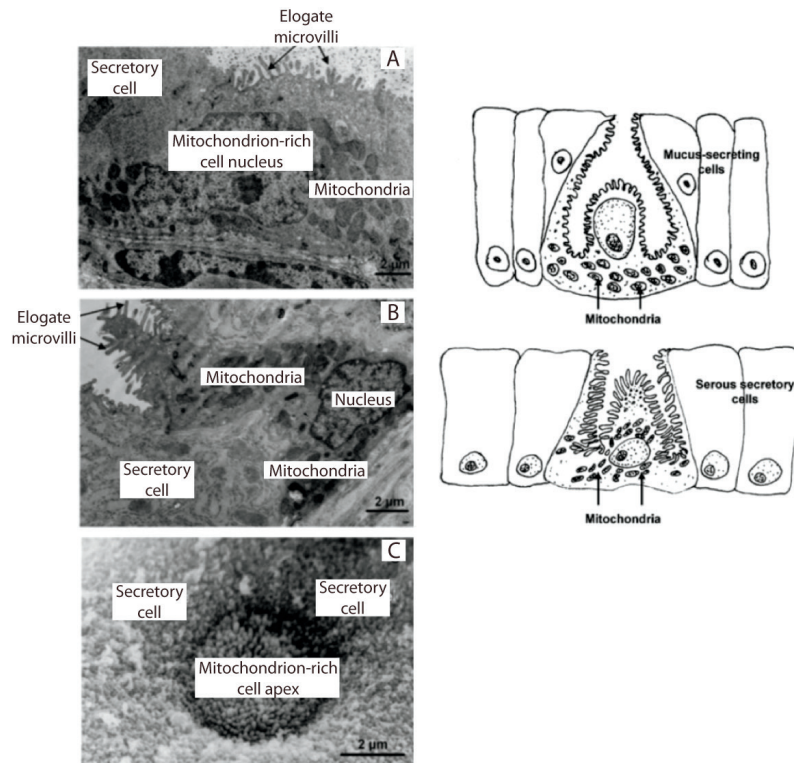 Elogate
microvilli
A
Secretory
cell
Mitochondrion-rich
cell nucleus
Mitochondria
2 µm
B
Elogate
microvilli
Mitochondria
Nucleus
Mitochondria
Secretory
cell
2 µm
C
Secretory
cell
Secretory
cell
Mitochondrion-rich
cell apex
2 µm
Mucus-secreting
cells
Mitochondria
Serous secretory
cells
Mitochondria